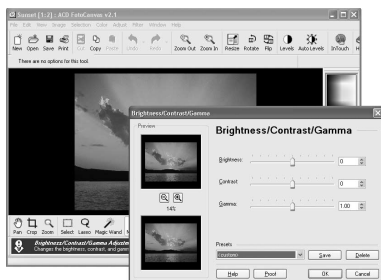 Sunset [1:2] : ACD FotoCanvas v2.1
File Edit View Image Selection Color Adjust Filter Window Help
New Open Save Print Cut Copy Paste Undo Redo Zoom Out Zoom In Resize Rotate Flip Levels Auto Levels InTouch
There are no options for this tool.
Brightness/Contrast/Gamma
Preview
Brightness/Contrast/Gamma
Brightness: 0
Contrast: 0
Gamma: 1.00
14%
Presets
(custom) Save Delete
Help Proof OK Cancel
Pan Crop Zoom Select Lasso Magic Wand
Brightness/Contrast/Gamma Adjustm
Changes the brightness, contrast, and gamm